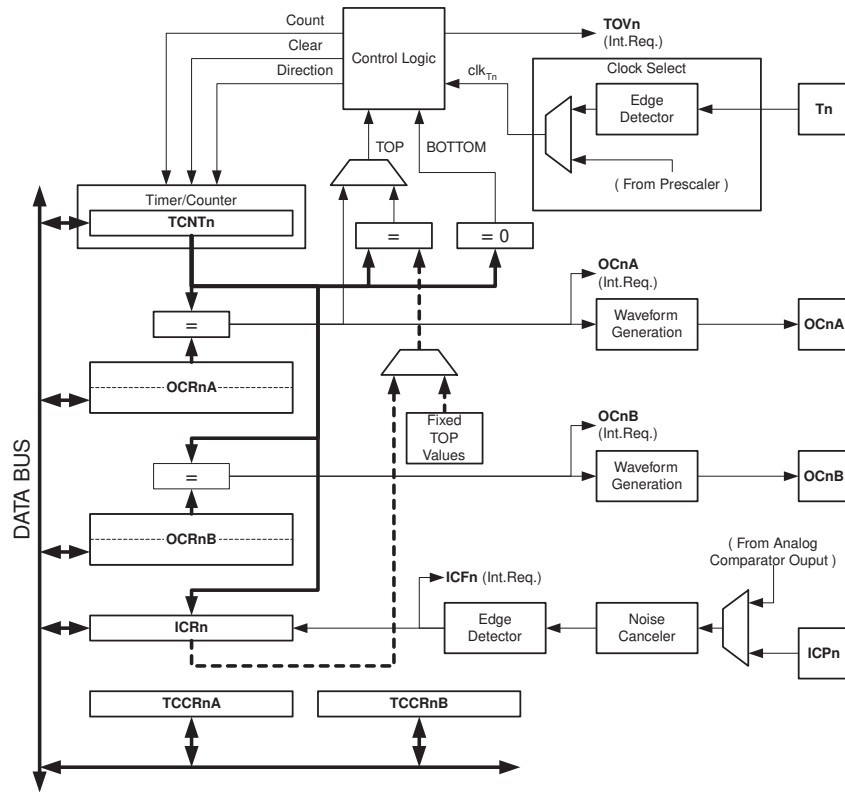 Count
Clear
Direction
Control Logic
TOVn
(Int.Req.)
clkTn
Clock Select
Edge
Detector
Tn
( From Prescaler )
TOP
BOTTOM
Timer/Counter
TCNTn
=
= 0
OCnA
(Int.Req.)
=
Waveform
Generation
OCnA
OCRnA
Fixed
TOP
Values
OCnB
(Int.Req.)
=
Waveform
Generation
OCnB
OCRnB
DATA BUS
( From Analog
Comparator Ouput )
ICFn (Int.Req.)
ICRn
Edge
Detector
Noise
Canceler
ICPn
TCCRnA
TCCRnB